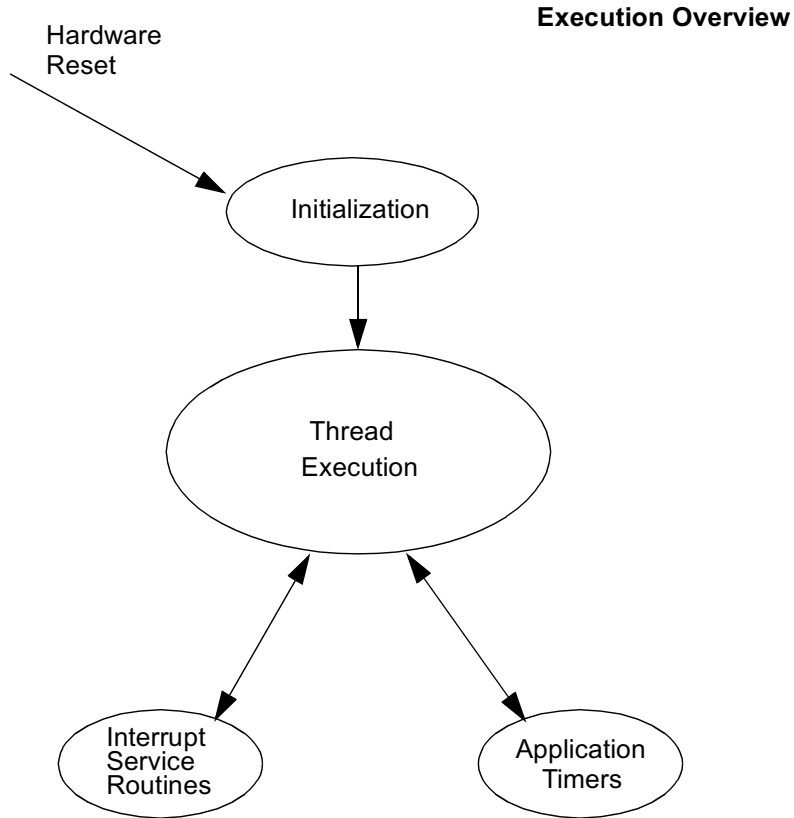 Execution Overview
Hardware
Reset
Initialization
Thread
Execution
Interrupt
Service
Routines
Application
Timers